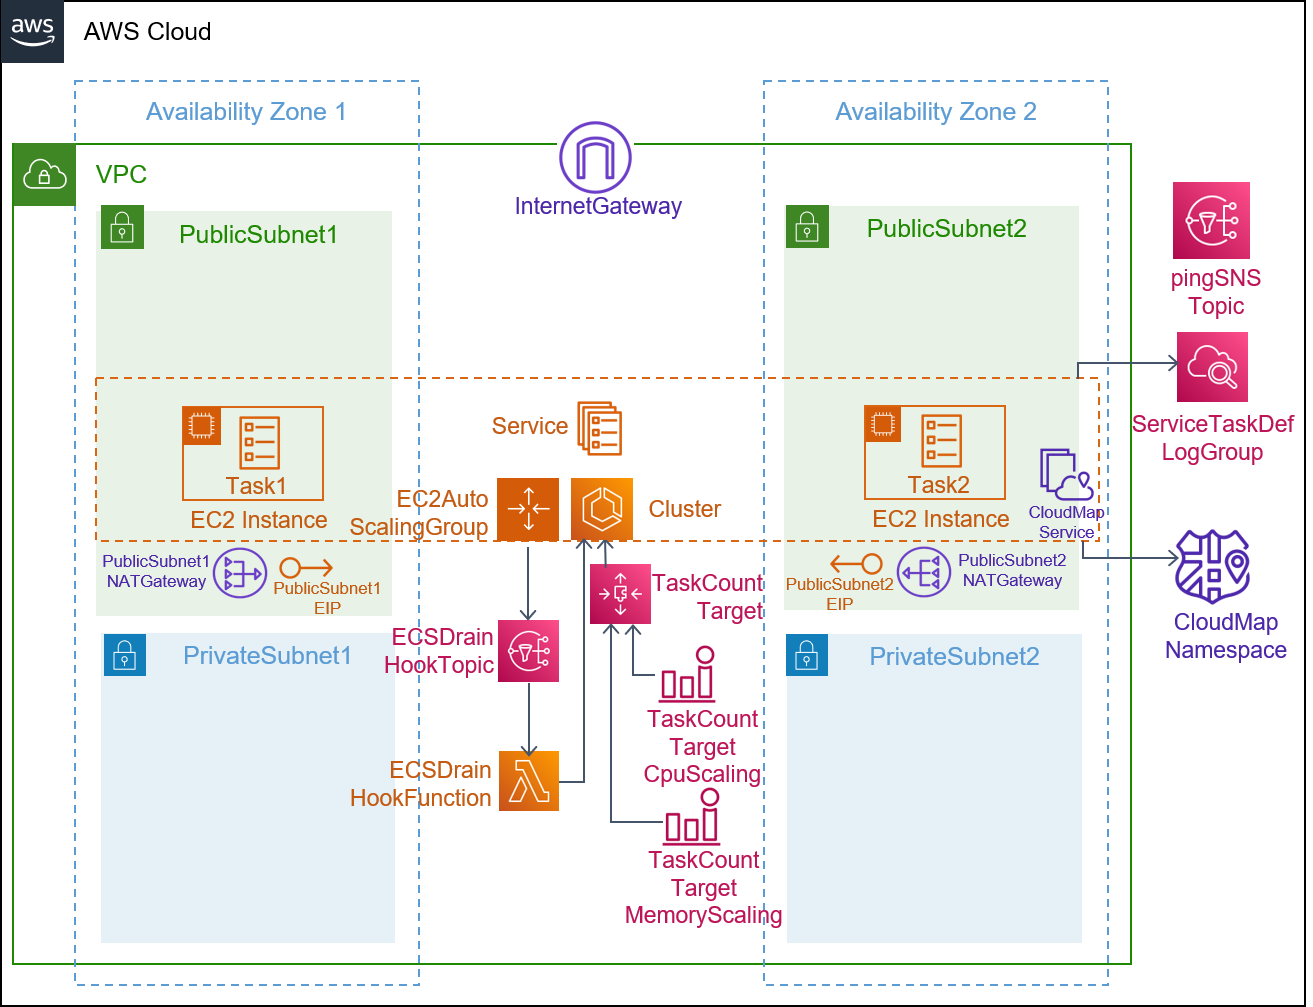 aws
AWS Cloud
Availability Zone 1
Availability Zone 2
VPC
InternetGateway
PublicSubnet1
PublicSubnet2
pingSNS
Topic
ServiceTaskDef
LogGroup
Service
Task1
EC2 Instance
EC2Auto
ScalingGroup
Cluster
Task2
EC2 Instance
CloudMap
Service
PublicSubnet1
NATGateway
PublicSubnet1
EIP
PublicSubnet2
EIP
PublicSubnet2
NATGateway
TaskCount
Target
CloudMap
Namespace
ECSDrain
HookTopic
PrivateSubnet1
PrivateSubnet2
TaskCount
Target
CpuScaling
ECSDrain
HookFunction
TaskCount
Target
MemoryScaling